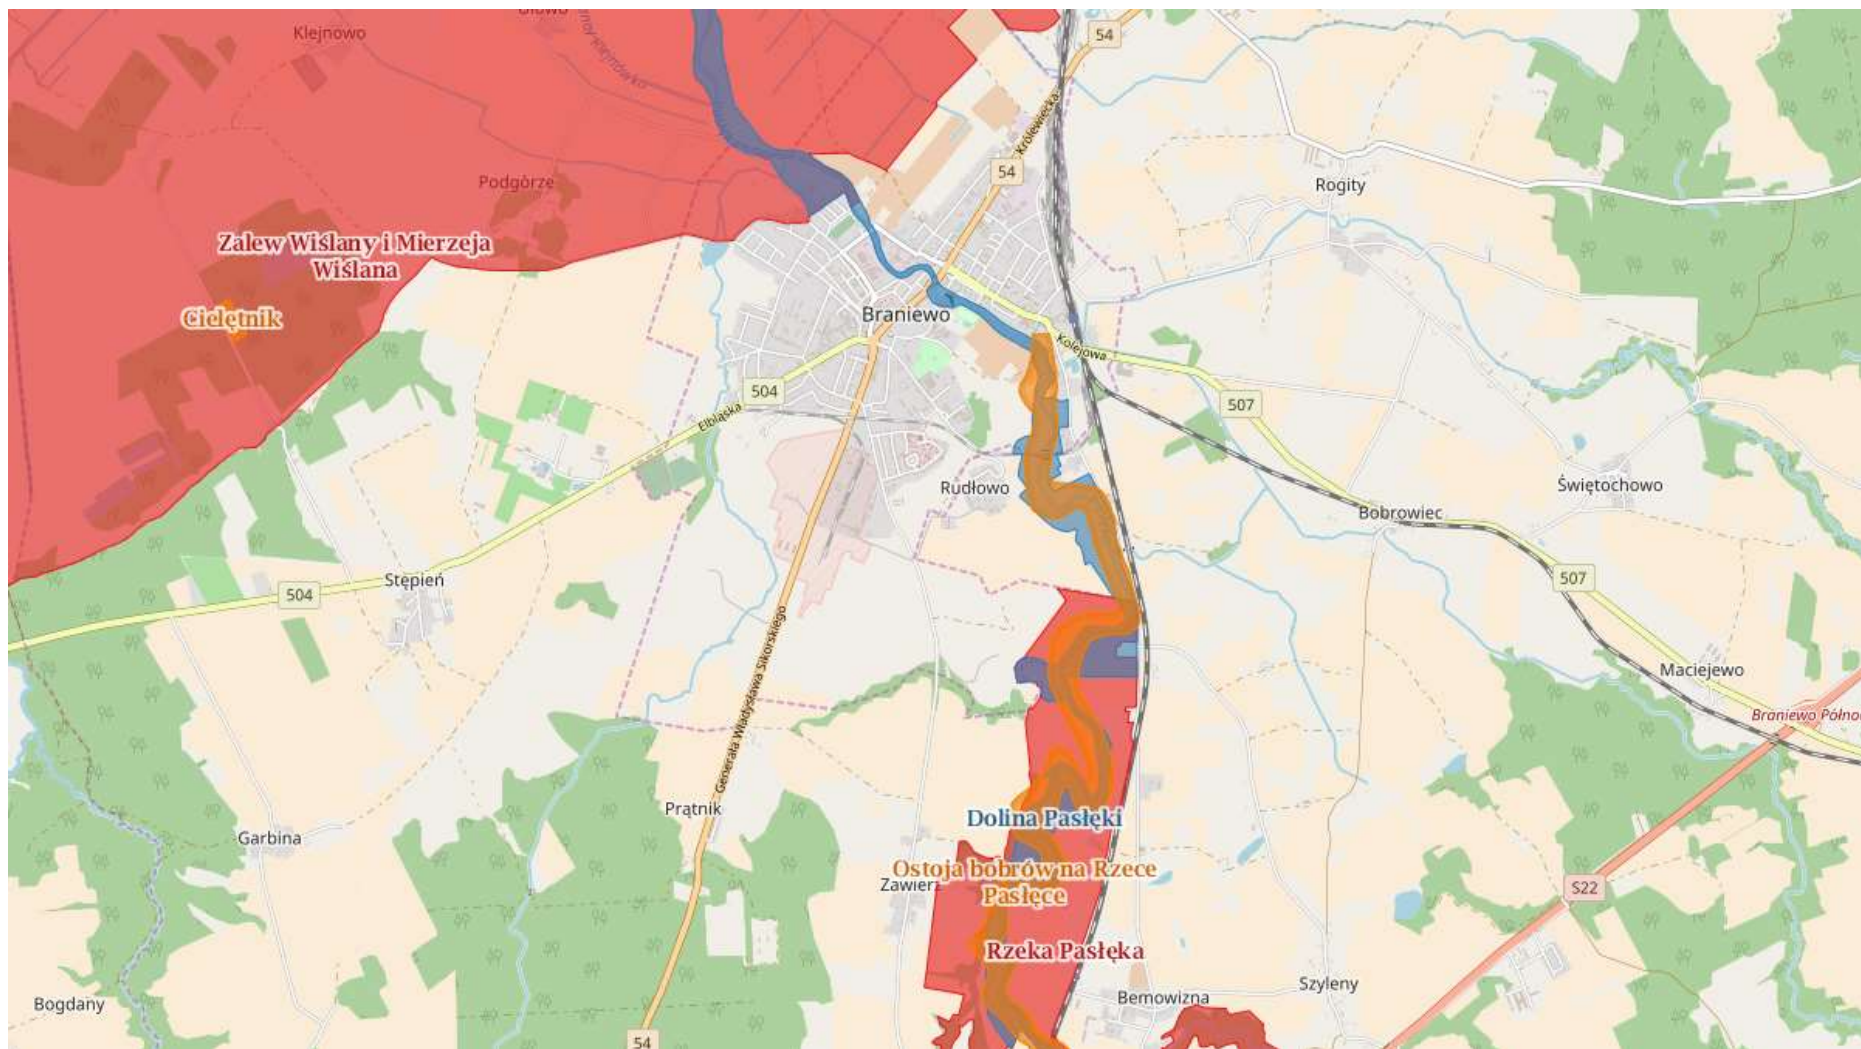 Klejnowo
54
Królewiecka
54
Rogity
Podgórze
Zalew Wiślany i Mierzeja
Wiślana
Cielętnik
Braniewo
Kolejowa
504
Elbląska
507
Rudłowo
Świętochowo
Bobrowiec
507
Stępień
504
Generała Władysława Sikorskiego
Maciejewo
Prątnik
Dolina Pasłęki
Garbina
Ostoja bobrów na Rzece
Pasłęce
Zawierz
S22
Rzeka Pasłęka
Szyleny
Bemowizna
Bogdany
54